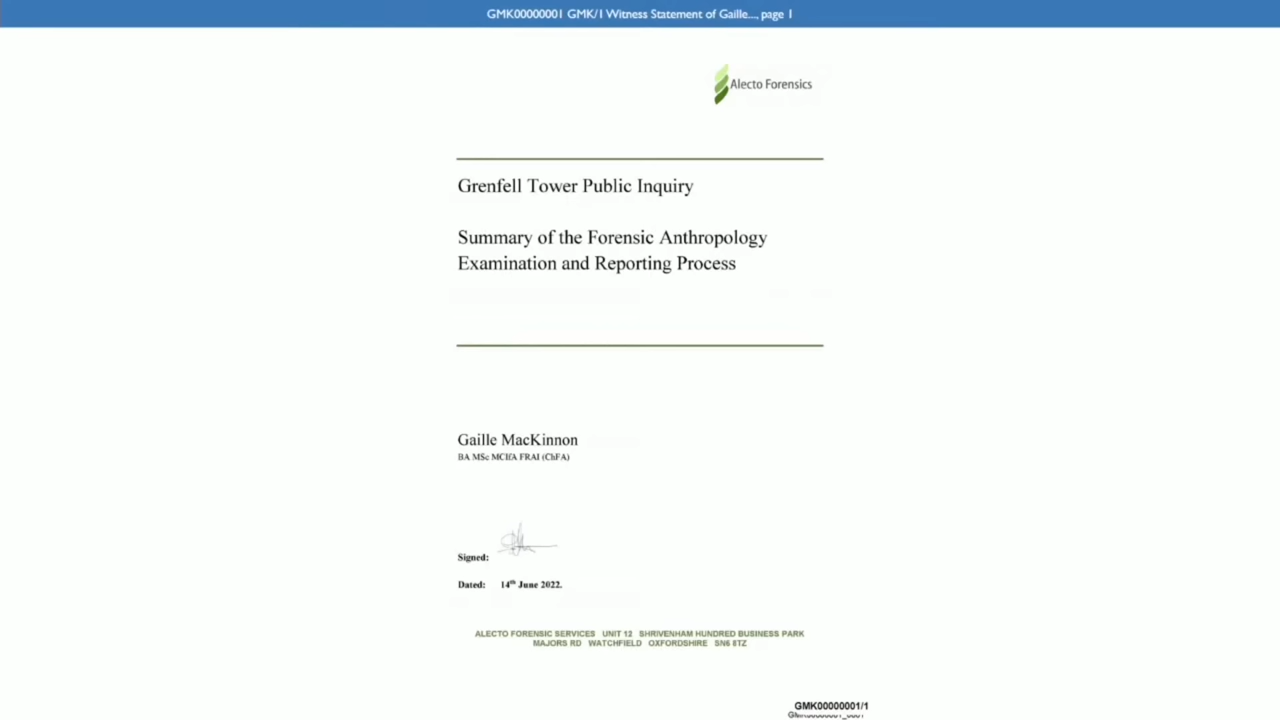 GMK00000001 GMK/1 Witness Statement of Gaille..., page 1
Alecto Forensics
Grenfell Tower Public Inquiry
Summary of the Forensic Anthropology
Examination and Reporting Process
Gaille MacKinnon
BA MSc MCIfA FRAI (ChFA)
Signed:
Dated: 14th June 2022.
ALECTO FORENSIC SERVICES UNIT 12 SHRIVENHAM HUNDRED BUSINESS PARK
MAJORS RD WATCHFIELD OXFORDSHIRE SN6 8TZ
GMK00000001/1